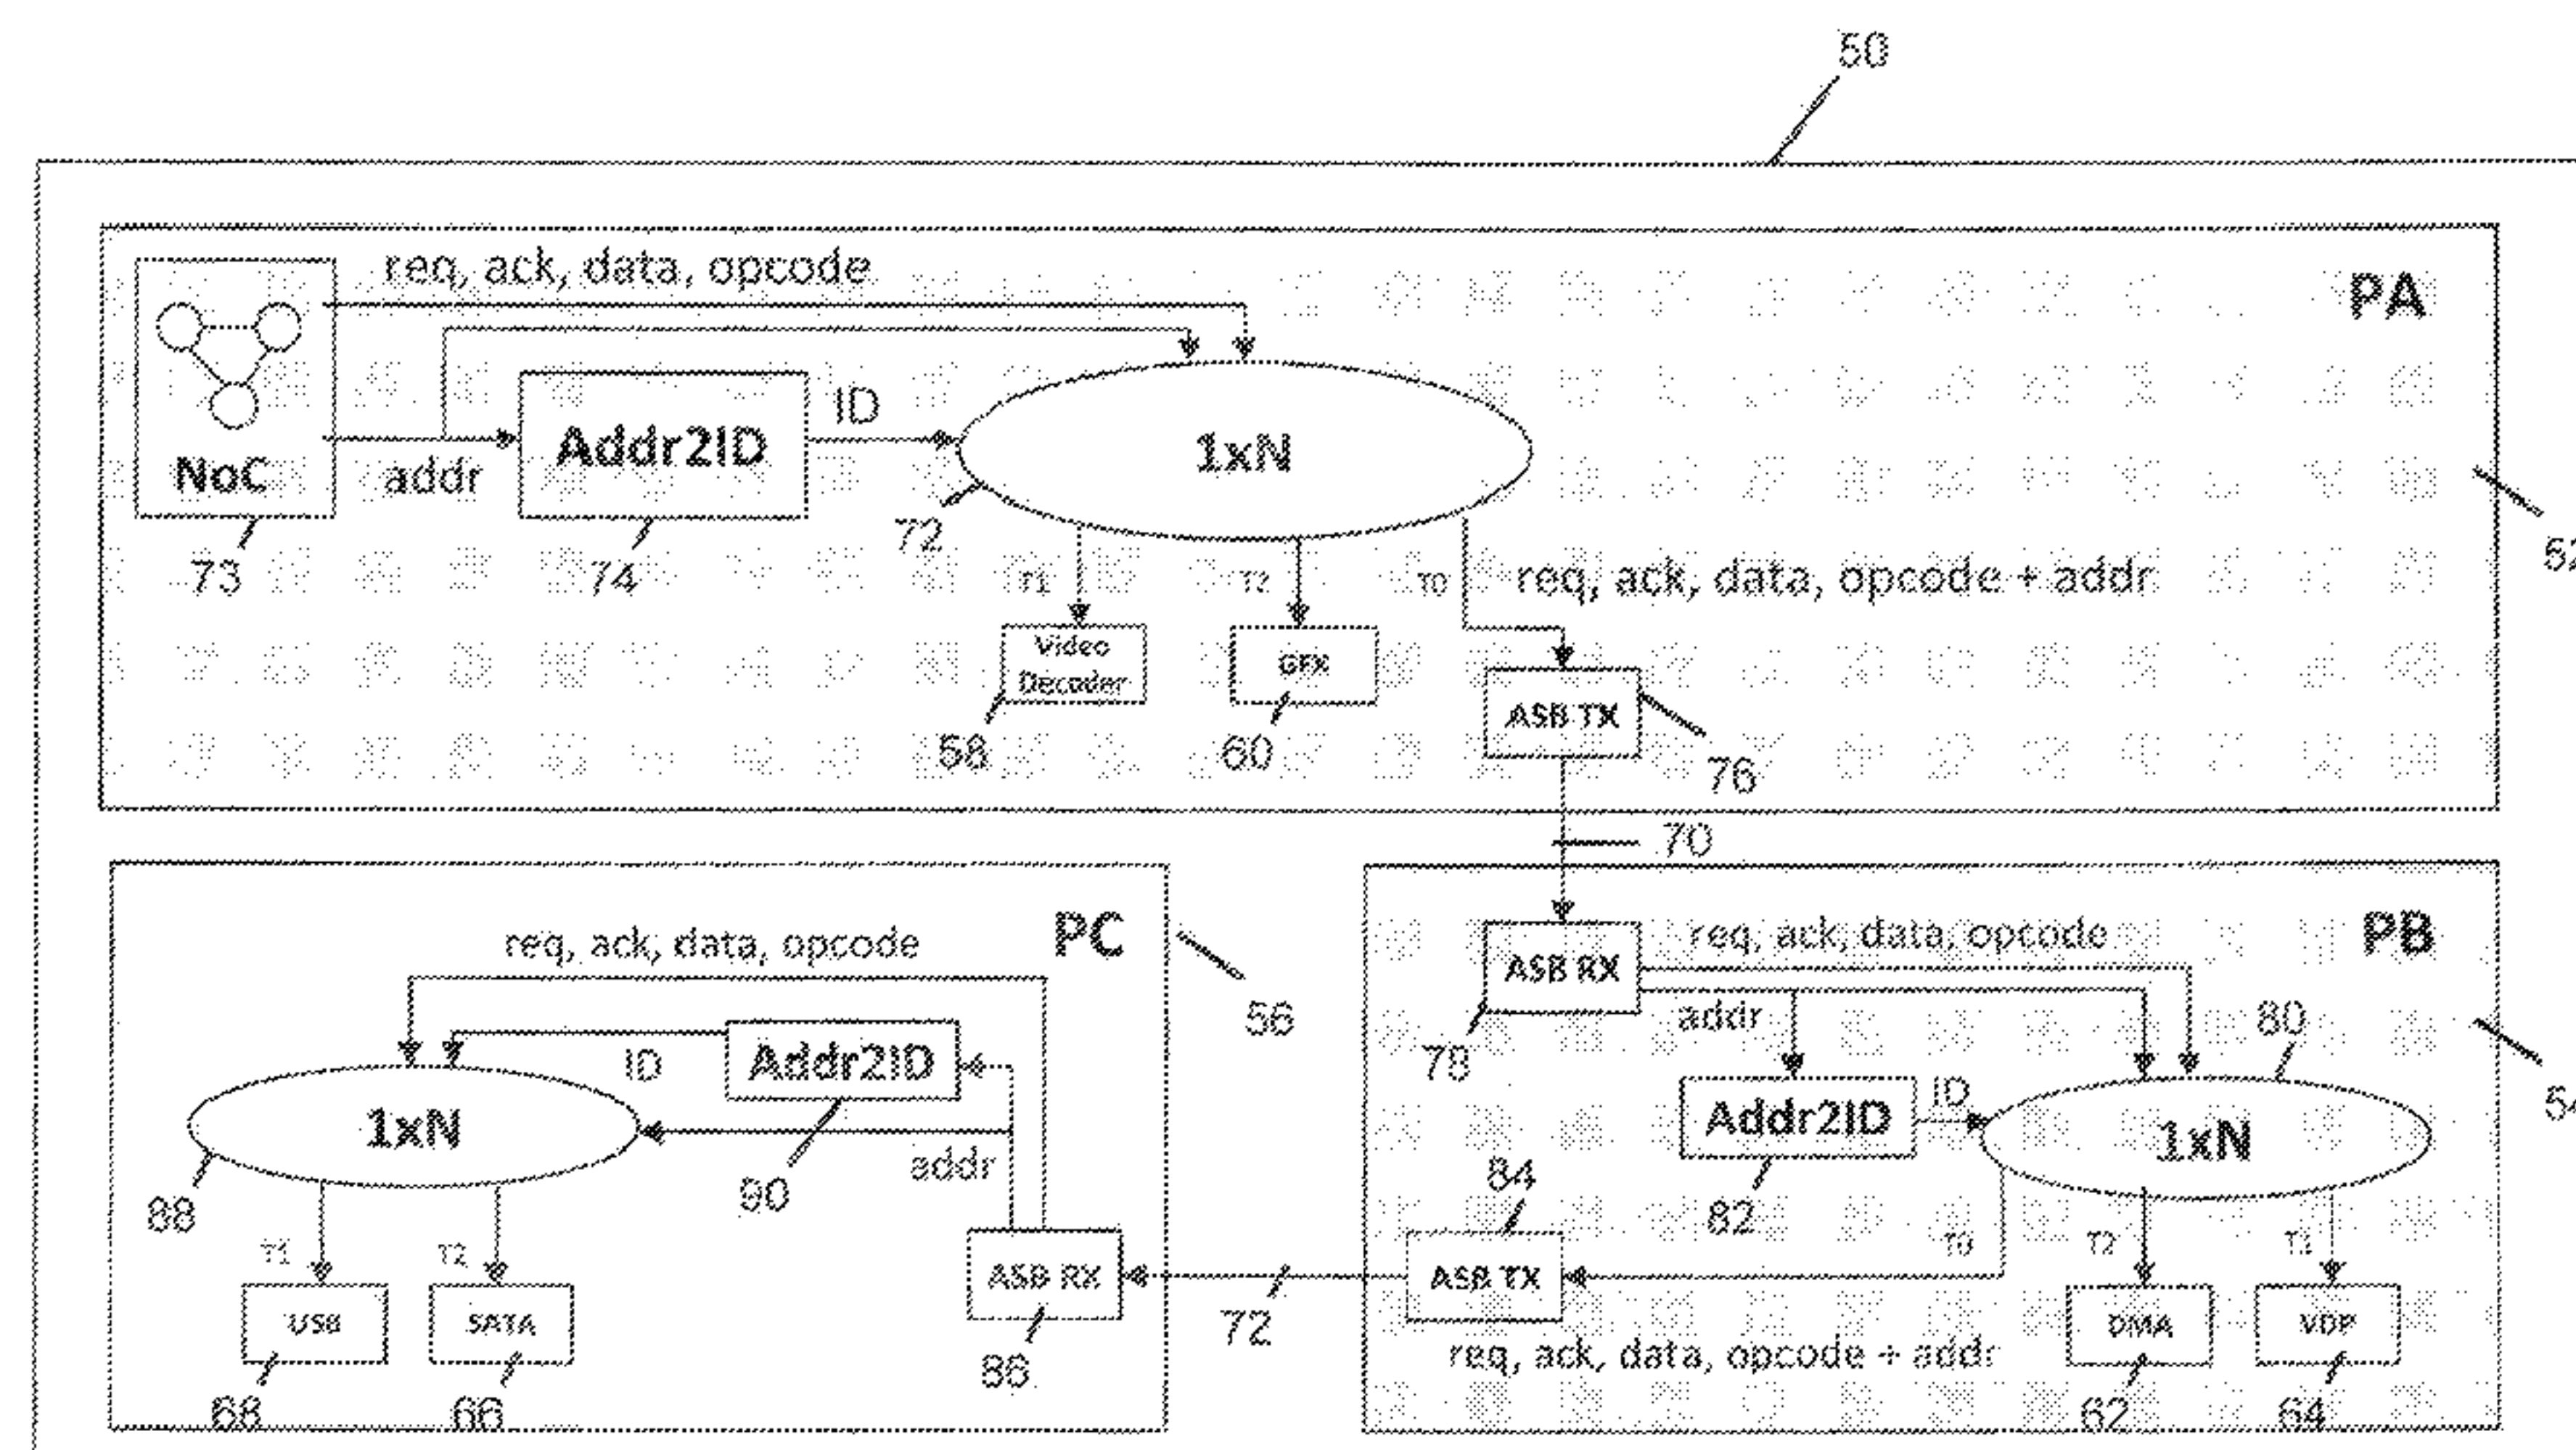 50
req, ack, data, opcode
PA
NoC
addr
Addr2ID
ID
1xN
72
73
74
T1
T2
T0
req, ack, data, opcode + addr
Video
Decoder
GFX
ASB TX
58
60
76
70
PC
req, ack, data, opcode
56
ID
Addr2ID
1xN
addr
90
88
T1
T2
ASB RX
USB
SATA
86
68
66
72
PB
ASB RX
req, ack, data, opcode
addr
78
80
Addr2ID
ID
1xN
84
82
T0
T2
ASB TX
DMA
VDP
req, ack, data, opcode + addr
62
64